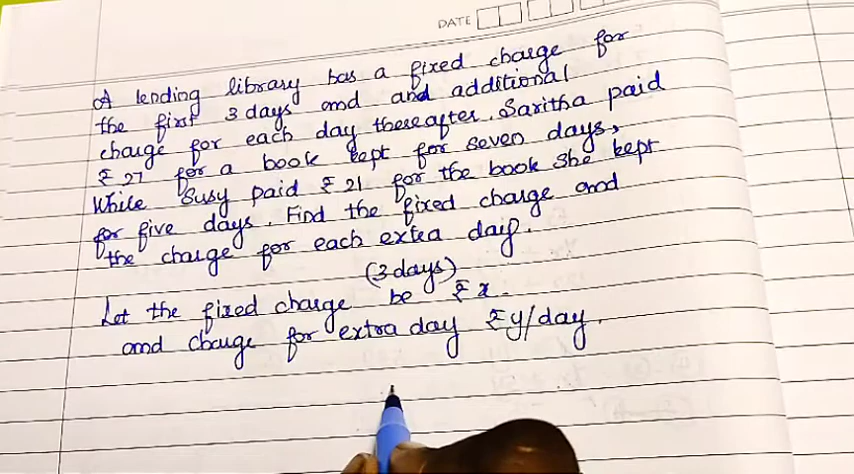 DATE
A lending library has a fixed charge for
the first 3 days and and additional
charge for each day thereafter. Saritha paid
₹ 27 for a book kept for seven days,
While Susy paid ₹ 21 for the book she kept
for five days. Find the fixed charge and
the charge for each extra day.
(3 days)
Let the fixed charge be ₹ x.
and charge for extra day ₹ y/day.